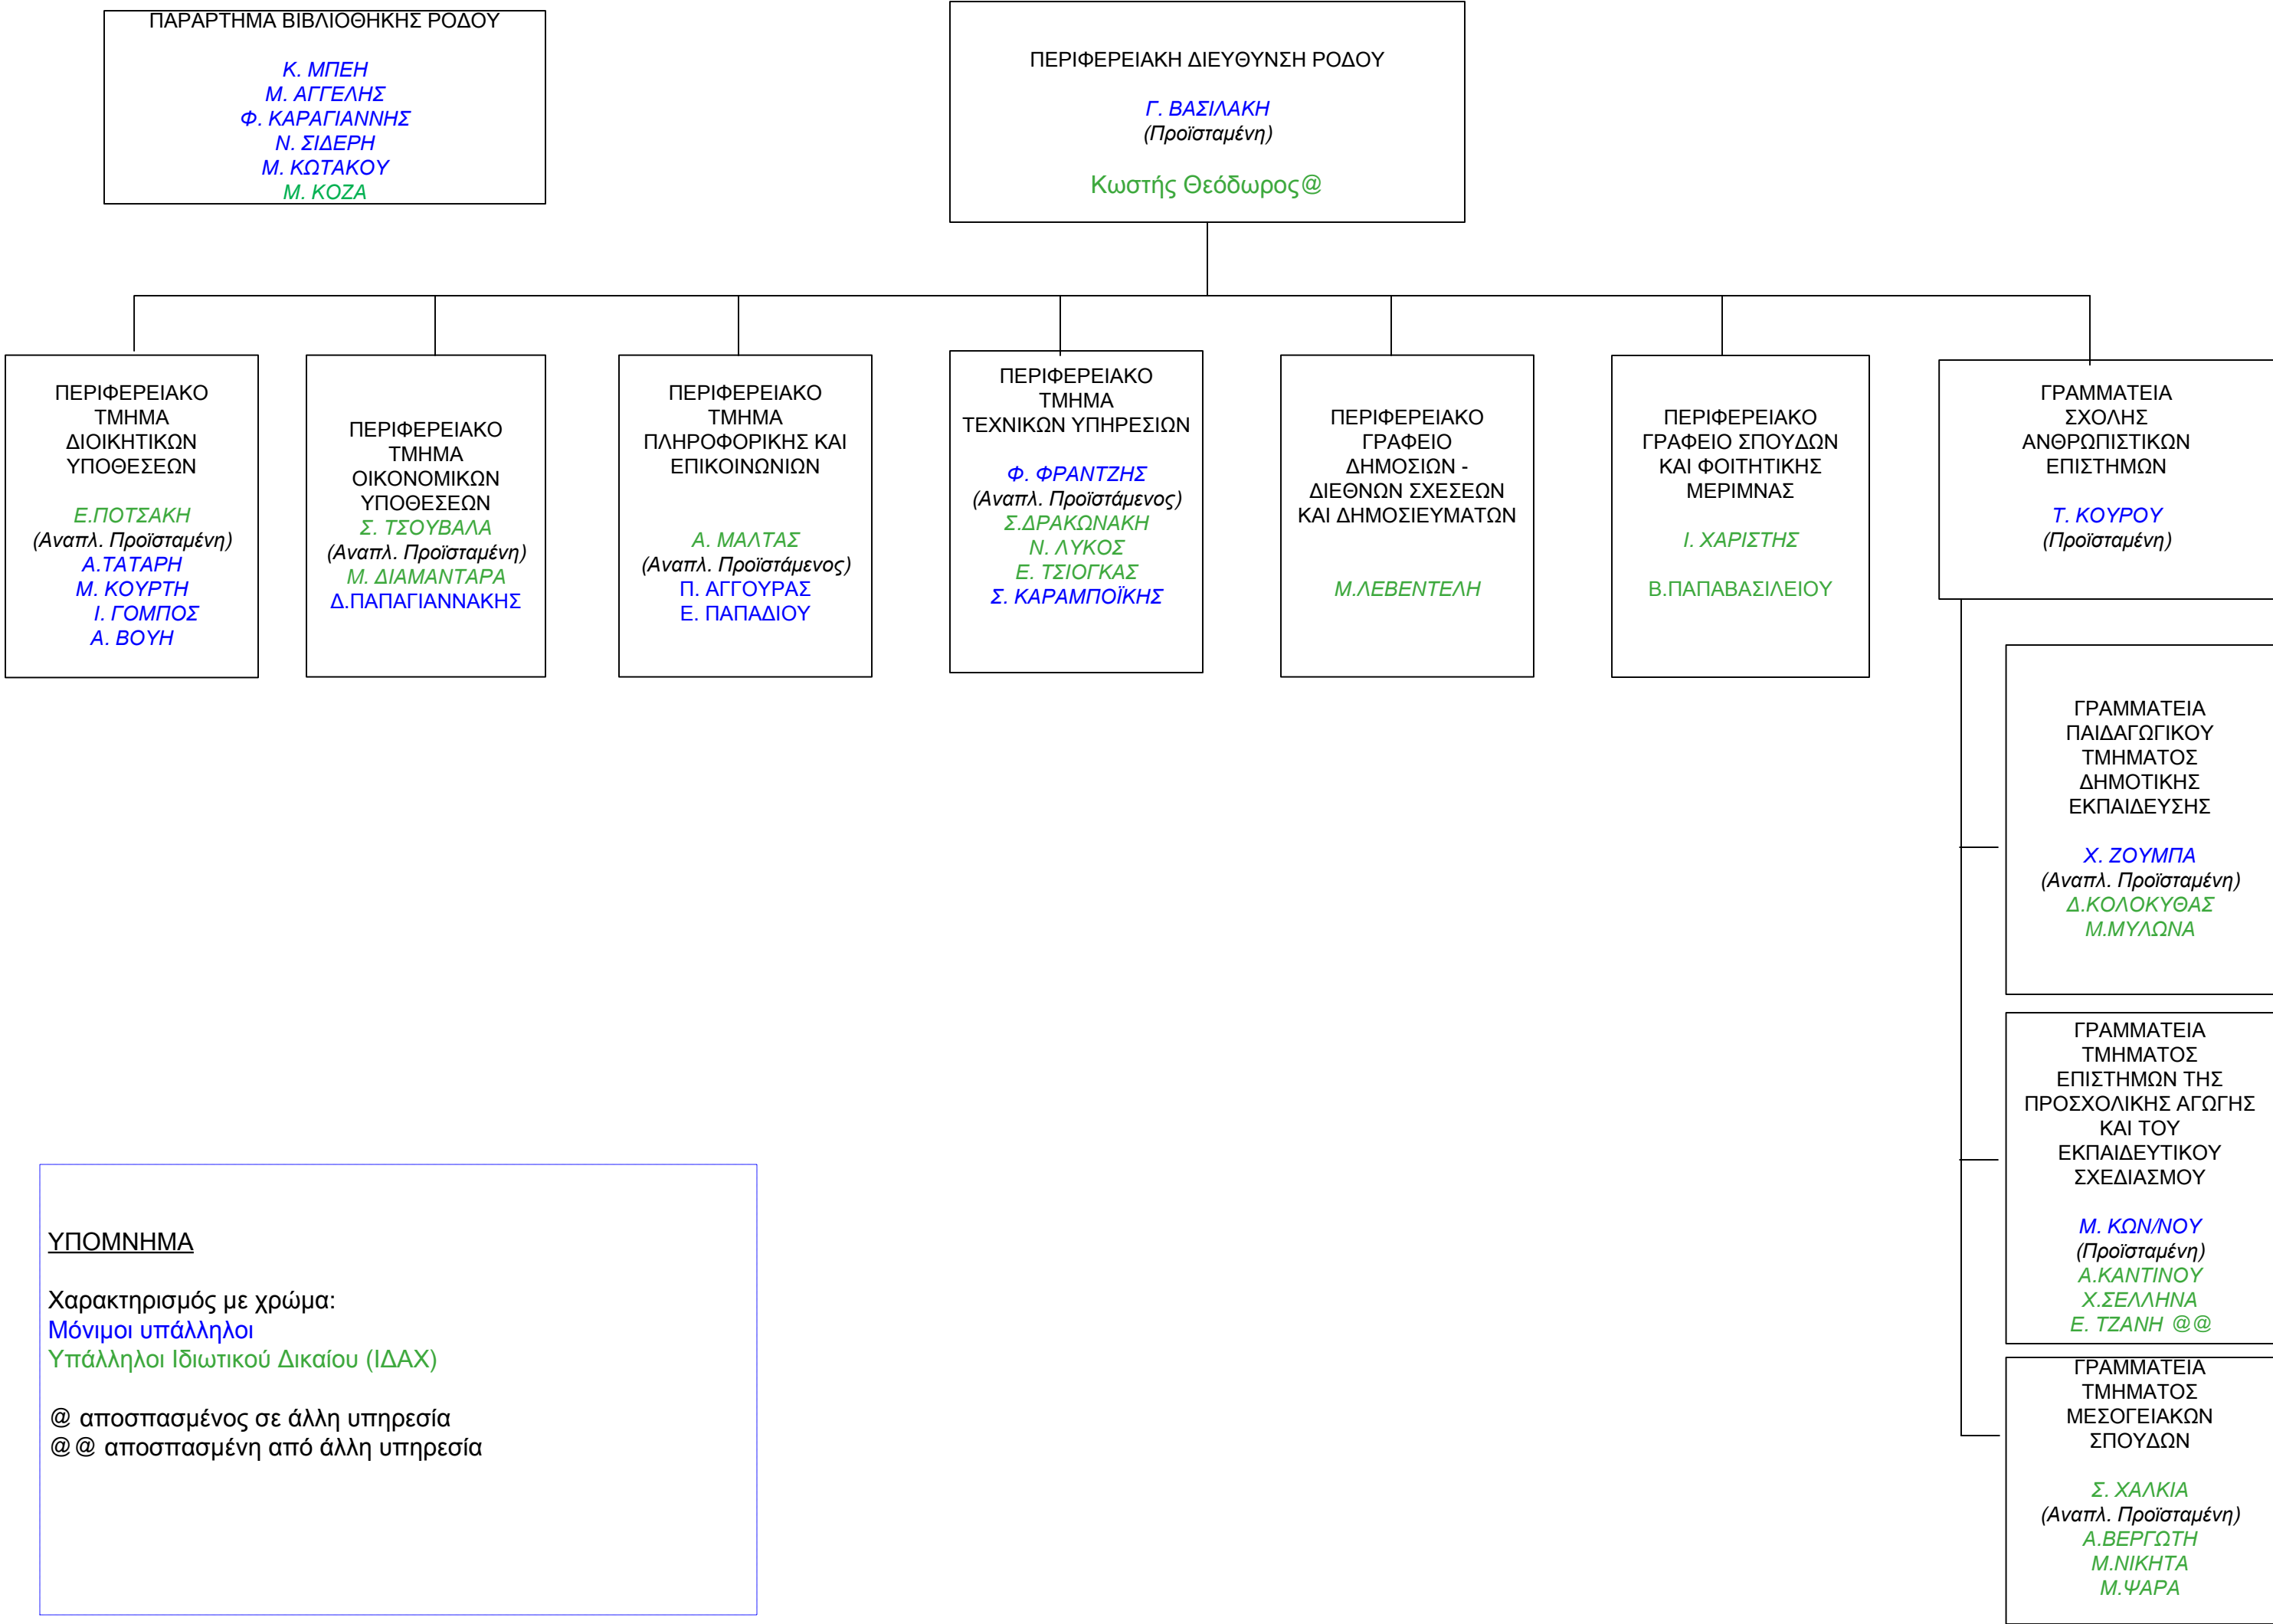 ΠΑΡΑΡΤΗΜΑ ΒΙΒΛΙΟΘΗΚΗΣ ΡΟΔΟΥ
Κ. ΜΠΕΗ
Μ. ΑΓΓΕΛΗΣ
Φ. ΚΑΡΑΓΙΑΝΝΗΣ
Ν. ΣΙΔΕΡΗ
Μ. ΚΩΤΑΚΟΥ
Μ. ΚΟΖΑ
ΠΕΡΙΦΕΡΕΙΑΚΗ ΔΙΕΥΘΥΝΣΗ ΡΟΔΟΥ
Γ. ΒΑΣΙΛΑΚΗ
(Προϊσταμένη)
Κωστής Θεόδωρος@
ΠΕΡΙΦΕΡΕΙΑΚΟ
ΤΜΗΜΑ
ΔΙΟΙΚΗΤΙΚΩΝ
ΥΠΟΘΕΣΕΩΝ
Ε.ΠΟΤΣΑΚΗ
(Αναπλ. Προϊσταμένη)
Α.ΤΑΤΑΡΗ
Μ. ΚΟΥΡΤΗ
Ι. ΓΟΜΠΟΣ
Α. ΒΟΥΗ
ΠΕΡΙΦΕΡΕΙΑΚΟ
ΤΜΗΜΑ
ΟΙΚΟΝΟΜΙΚΩΝ
ΥΠΟΘΕΣΕΩΝ
Σ. ΤΣΟΥΒΑΛΑ
(Αναπλ. Προϊσταμένη)
Μ. ΔΙΑΜΑΝΤΑΡΑ
Δ.ΠΑΠΑΓΙΑΝΝΑΚΗΣ
ΠΕΡΙΦΕΡΕΙΑΚΟ
ΤΜΗΜΑ
ΠΛΗΡΟΦΟΡΙΚΗΣ ΚΑΙ
ΕΠΙΚΟΙΝΩΝΙΩΝ
Α. ΜΑΛΤΑΣ
(Αναπλ. Προϊστάμενος)
Π. ΑΓΓΟΥΡΑΣ
Ε. ΠΑΠΑΔΙΟΥ
ΠΕΡΙΦΕΡΕΙΑΚΟ
ΤΜΗΜΑ
ΤΕΧΝΙΚΩΝ ΥΠΗΡΕΣΙΩΝ
Φ. ΦΡΑΝΤΖΗΣ
(Αναπλ. Προϊστάμενος)
Σ.ΔΡΑΚΩΝΑΚΗ
Ν. ΛΥΚΟΣ
Ε. ΤΣΙΟΓΚΑΣ
Σ. ΚΑΡΑΜΠΟΪΚΗΣ
ΠΕΡΙΦΕΡΕΙΑΚΟ
ΓΡΑΦΕΙΟ
ΔΗΜΟΣΙΩΝ -
ΔΙΕΘΝΩΝ ΣΧΕΣΕΩΝ
ΚΑΙ ΔΗΜΟΣΙΕΥΜΑΤΩΝ
Μ.ΛΕΒΕΝΤΕΛΗ
ΠΕΡΙΦΕΡΕΙΑΚΟ
ΓΡΑΦΕΙΟ ΣΠΟΥΔΩΝ
ΚΑΙ ΦΟΙΤΗΤΙΚΗΣ
ΜΕΡΙΜΝΑΣ
Ι. ΧΑΡΙΣΤΗΣ
Β.ΠΑΠΑΒΑΣΙΛΕΙΟΥ
ΓΡΑΜΜΑΤΕΙΑ
ΣΧΟΛΗΣ
ΑΝΘΡΩΠΙΣΤΙΚΩΝ
ΕΠΙΣΤΗΜΩΝ
Τ. ΚΟΥΡΟΥ
(Προϊσταμένη)
ΓΡΑΜΜΑΤΕΙΑ
ΠΑΙΔΑΓΩΓΙΚΟΥ
ΤΜΗΜΑΤΟΣ
ΔΗΜΟΤΙΚΗΣ
ΕΚΠΑΙΔΕΥΣΗΣ
Χ. ΖΟΥΜΠΑ
(Αναπλ. Προϊσταμένη)
Δ.ΚΟΛΟΚΥΘΑΣ
Μ.ΜΥΛΩΝΑ
ΓΡΑΜΜΑΤΕΙΑ
ΤΜΗΜΑΤΟΣ
ΕΠΙΣΤΗΜΩΝ ΤΗΣ
ΠΡΟΣΧΟΛΙΚΗΣ ΑΓΩΓΗΣ
ΚΑΙ ΤΟΥ
ΕΚΠΑΙΔΕΥΤΙΚΟΥ
ΣΧΕΔΙΑΣΜΟΥ
Μ. ΚΩΝ/ΝΟΥ
(Προϊσταμένη)
Α.ΚΑΝΤΙΝΟΥ
Χ.ΣΕΛΛΗΝΑ
Ε. ΤΖΑΝΗ @@
ΓΡΑΜΜΑΤΕΙΑ
ΤΜΗΜΑΤΟΣ
ΜΕΣΟΓΕΙΑΚΩΝ
ΣΠΟΥΔΩΝ
Σ. ΧΑΛΚΙΑ
(Αναπλ. Προϊσταμένη)
Α.ΒΕΡΓΩΤΗ
Μ.ΝΙΚΗΤΑ
Μ.ΨΑΡΑ
ΥΠΟΜΝΗΜΑ
Χαρακτηρισμός με χρώμα:
Μόνιμοι υπάλληλοι
Υπάλληλοι Ιδιωτικού Δικαίου (ΙΔΑΧ)
@ αποσπασμένος σε άλλη υπηρεσία
@@ αποσπασμένη από άλλη υπηρεσία